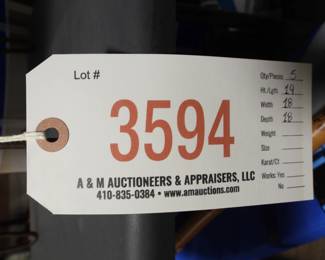 Lot #
3594
A & M AUCTIONEERS & APPRAISERS, LLC
410-835-0384 • www.amauctions.com
Qty/Pieces 5
Ht./Lgth 19
Width 18
Depth 18
Weight
Size
Karat/Ct
Works: Yes
No